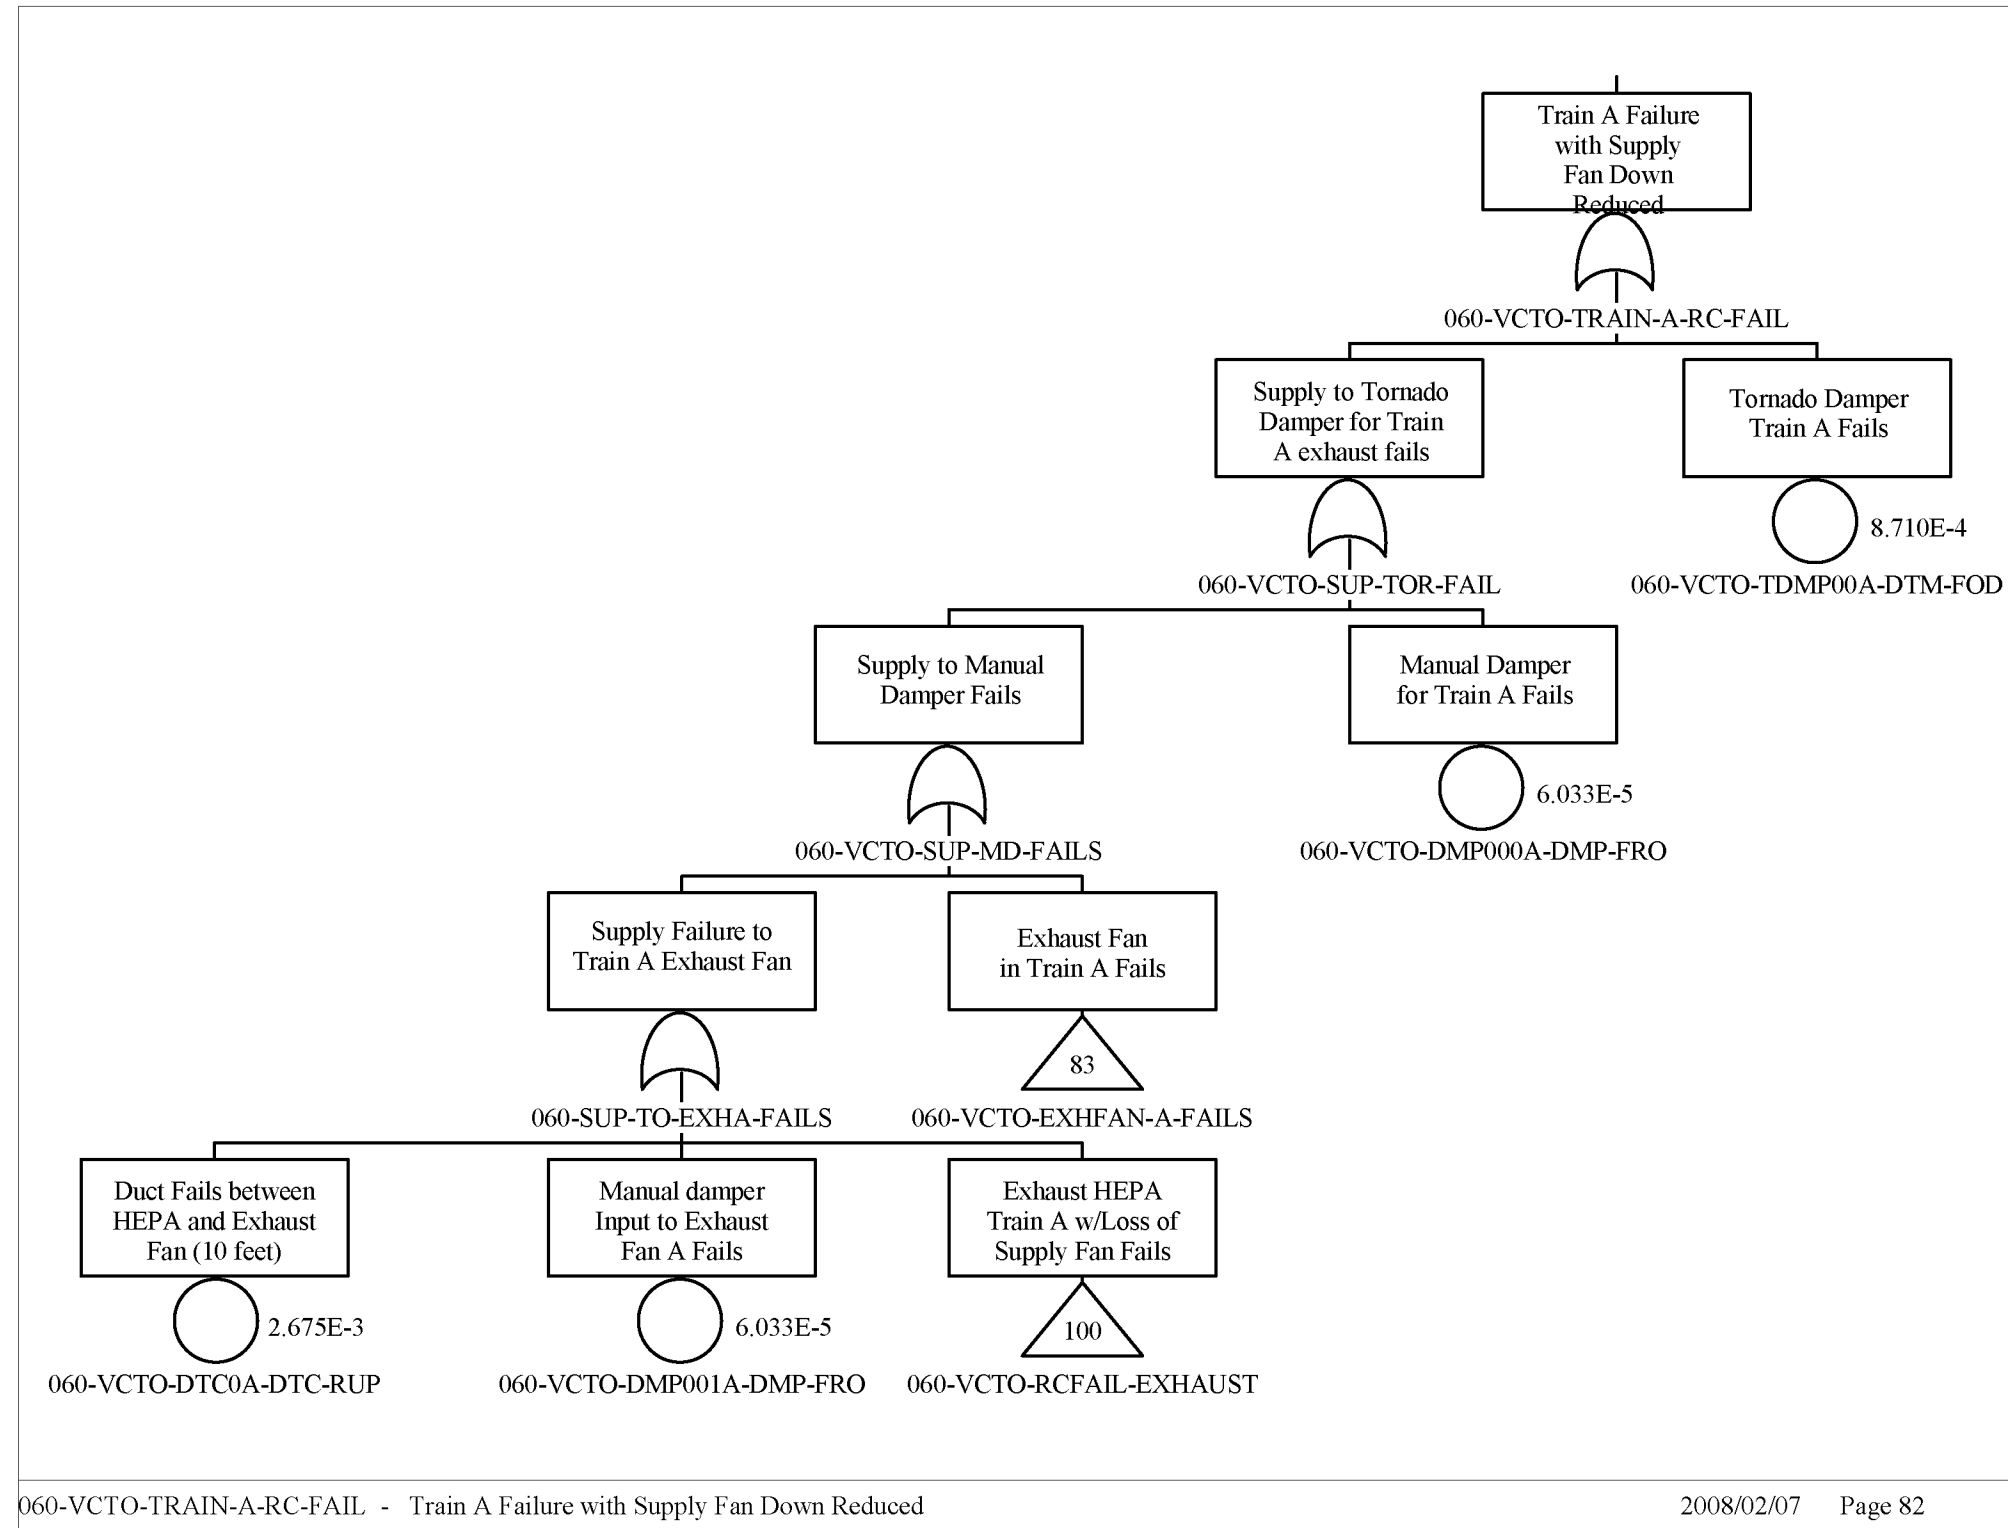 Train A Failure
with Supply
Fan Down
Reduced
060-VCTO-TRAIN-A-RC-FAIL
Supply to Tornado
Damper for Train
A exhaust fails
Tornado Damper
Train A Fails
8.710E-4
060-VCTO-SUP-TOR-FAIL
060-VCTO-TDMP00A-DTM-FOD
Supply to Manual
Damper Fails
Manual Damper
for Train A Fails
6.033E-5
060-VCTO-SUP-MD-FAILS
060-VCTO-DMP000A-DMP-FRO
Supply Failure to
Train A Exhaust Fan
Exhaust Fan
in Train A Fails
83
060-SUP-TO-EXHA-FAILS
060-VCTO-EXHFAN-A-FAILS
Duct Fails between
HEPA and Exhaust
Fan (10 feet)
Manual damper
Input to Exhaust
Fan A Fails
Exhaust HEPA
Train A w/Loss of
Supply Fan Fails
2.675E-3
6.033E-5
100
060-VCTO-DTC0A-DTC-RUP
060-VCTO-DMP001A-DMP-FRO
060-VCTO-RCFAIL-EXHAUST
060-VCTO-TRAIN-A-RC-FAIL - Train A Failure with Supply Fan Down Reduced
2008/02/07 Page 82